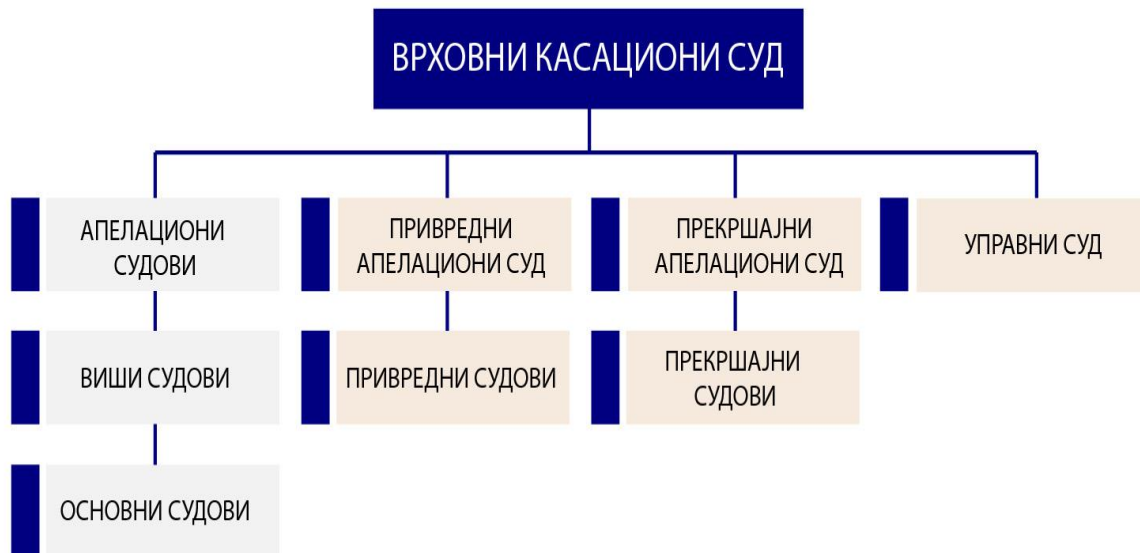 ВРХОВНИ КАСАЦИОНИ СУД
АПЕЛАЦИОНИ
СУДОВИ
ПРИВРЕДНИ
АПЕЛАЦИОНИ СУД
ПРЕКРШАЈНИ
АПЕЛАЦИОНИ СУД
УПРАВНИ СУД
ВИШИ СУДОВИ
ПРИВРЕДНИ СУДОВИ
ПРЕКРШАЈНИ
СУДОВИ
ОСНОВНИ СУДОВИ